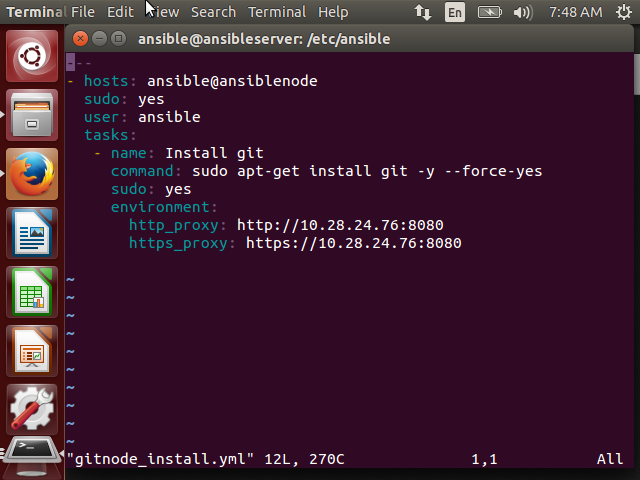 Terminal File Edit View Search Terminal Help En 7:48 AM
ansible@ansibleserver: /etc/ansible
---
- hosts: ansible@ansiblenode
  sudo: yes
  user: ansible
  tasks:
   - name: Install git
     command: sudo apt-get install git -y --force-yes
     sudo: yes
     environment:
       http_proxy: http://10.28.24.76:8080
       https_proxy: https://10.28.24.76:8080
~
~
~
~
~
~
~
~
~
~
"gitnode_install.yml" 12L, 270C 1,1 All